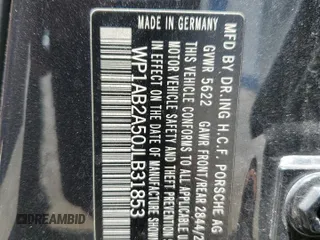 MADE IN GERMANY
MFD BY DR. ING H.C.F. PORSCHE AG
GVWR 5622 GAWR FRONT/REAR 2844/2
THIS VEHICLE CONFORMS TO ALL APPLICABLE
MOTOR VEHICLE SAFETY AND THEFT PREVENTION
IN EFFECT ON THE DATE OF MANUFACTURE SHOWN
WP1AB2A50LB31853
DREAMBID